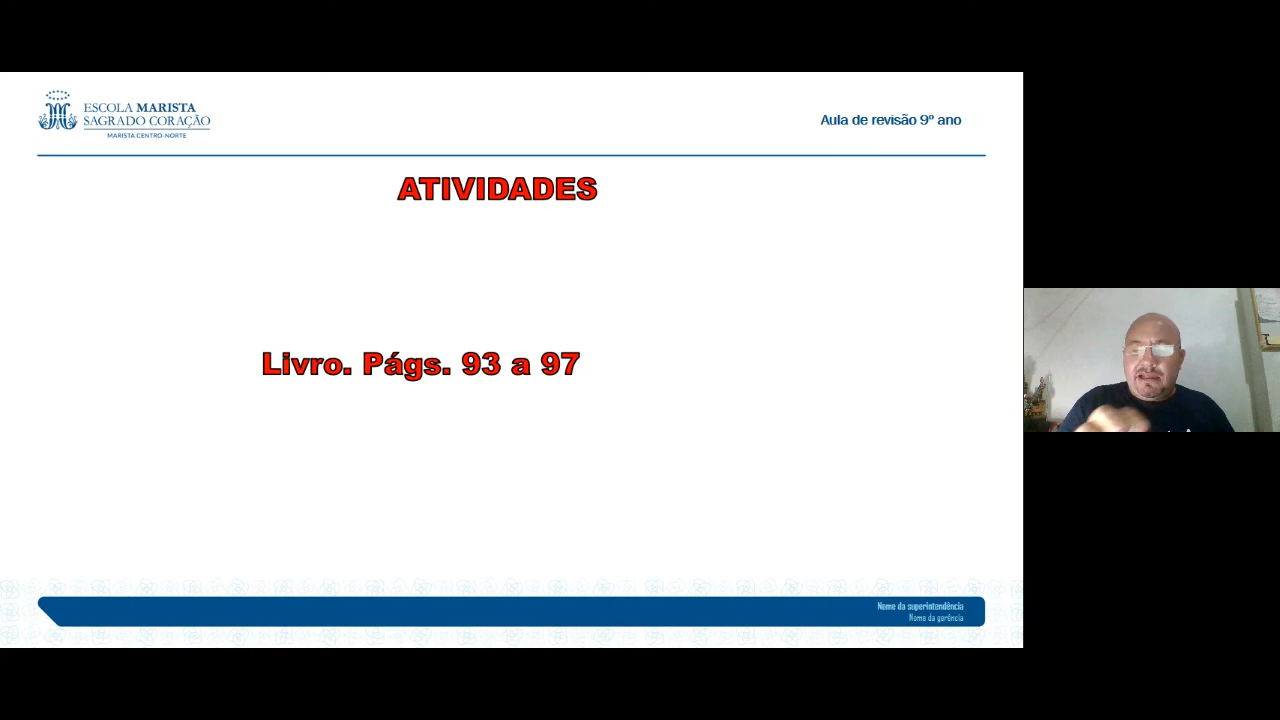 ESCOLA MARISTA
SAGRADO CORAÇÃO
MARISTA CENTRO-NORTE
Aula de revisão 9º ano
ATIVIDADES
Livro. Págs. 93 a 97
Nome da superintendência
Nome da gerência